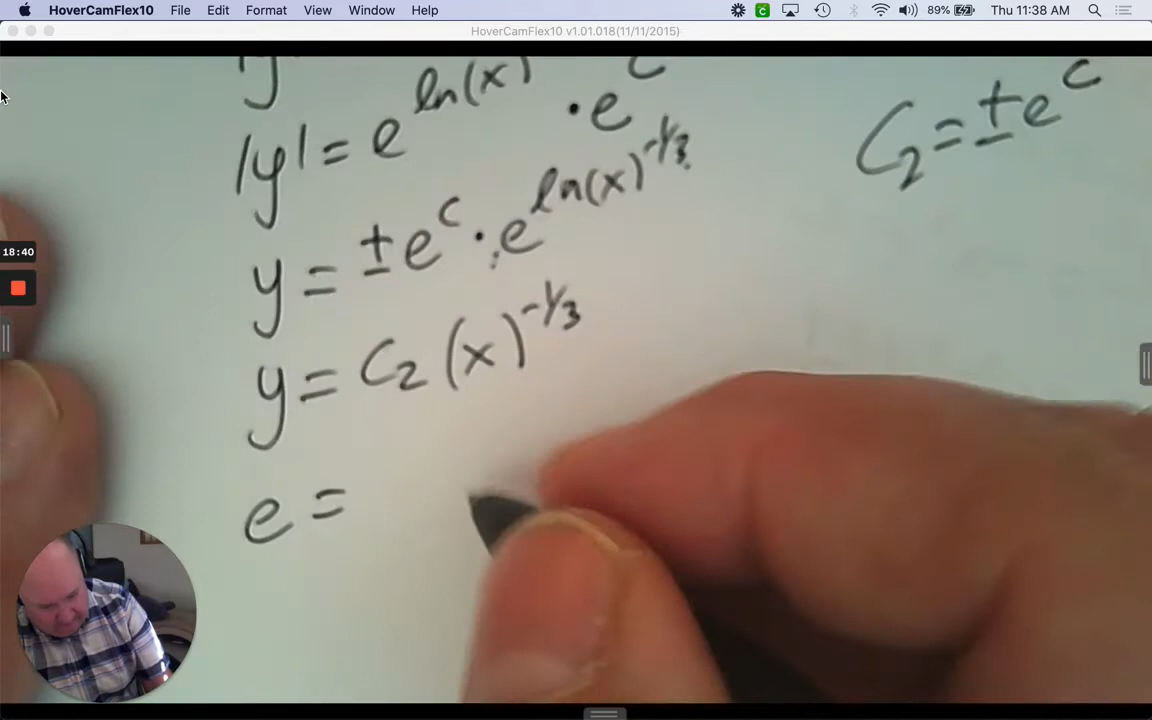 HoverCamFlex10 File Edit Format View Window Help 89% Thu 11:38 AM
HoverCamFlex10 v1.01.018(11/11/2015)
|y| = e^ln(x) · e^c
C₂ = ±e^c
y = ±e^c · e^ln(x)^-1/3
18:40
y = C₂(x)^-1/3
e =